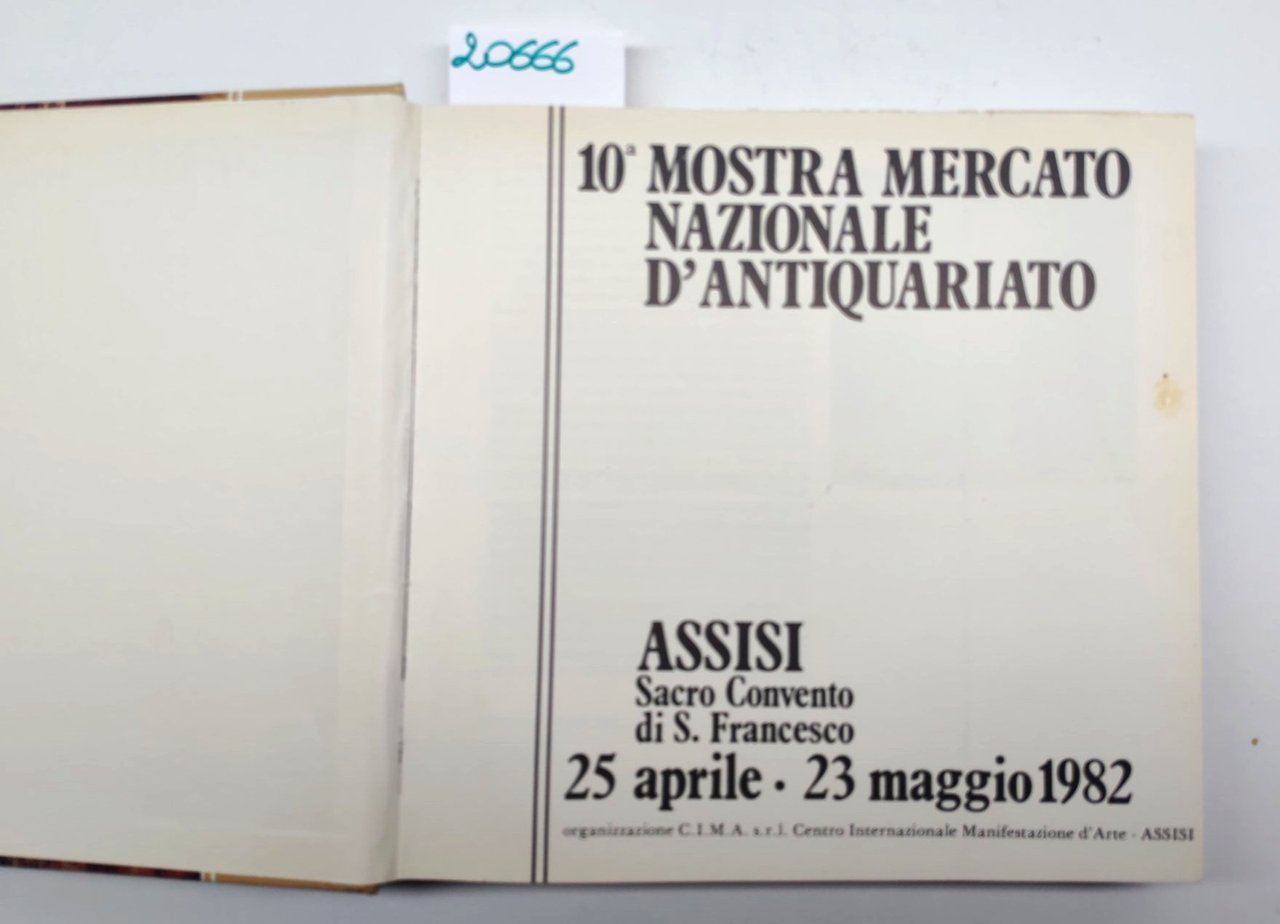 20666
10ª MOSTRA MERCATO
NAZIONALE
D'ANTIQUARIATO
ASSISI
Sacro Convento
di S. Francesco
25 aprile · 23 maggio 1982
organizzazione C.I.M.A. s.r.l. Centro Internazionale Manifestazione d'Arte - ASSISI